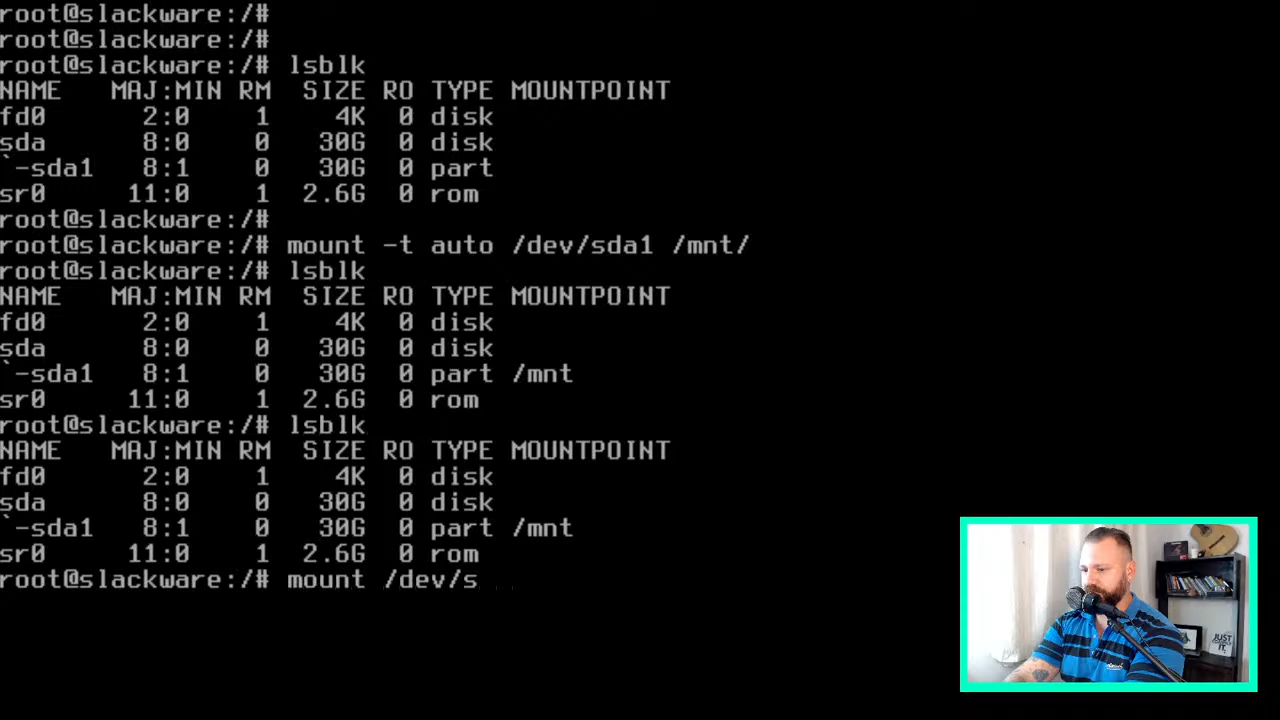 root@slackware:/#
root@slackware:/#
root@slackware:/# lsblk
NAME   MAJ:MIN RM  SIZE RO TYPE MOUNTPOINT
fd0      2:0    1    4K  0 disk
sda      8:0    0   30G  0 disk
`-sda1   8:1    0   30G  0 part
sr0     11:0    1  2.6G  0 rom
root@slackware:/#
root@slackware:/# mount -t auto /dev/sda1 /mnt/
root@slackware:/# lsblk
NAME   MAJ:MIN RM  SIZE RO TYPE MOUNTPOINT
fd0      2:0    1    4K  0 disk
sda      8:0    0   30G  0 disk
`-sda1   8:1    0   30G  0 part /mnt
sr0     11:0    1  2.6G  0 rom
root@slackware:/# lsblk
NAME   MAJ:MIN RM  SIZE RO TYPE MOUNTPOINT
fd0      2:0    1    4K  0 disk
sda      8:0    0   30G  0 disk
`-sda1   8:1    0   30G  0 part /mnt
sr0     11:0    1  2.6G  0 rom
root@slackware:/# mount /dev/s
JUST
IT.